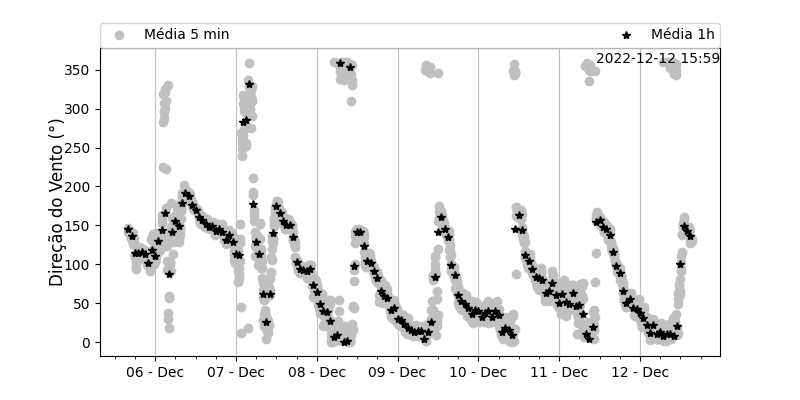 Média 5 min
Média 1h
2022-12-12 15:59
Direção do Vento (°)
350
300
250
200
150
100
50
0
06 - Dec
07 - Dec
08 - Dec
09 - Dec
10 - Dec
11 - Dec
12 - Dec